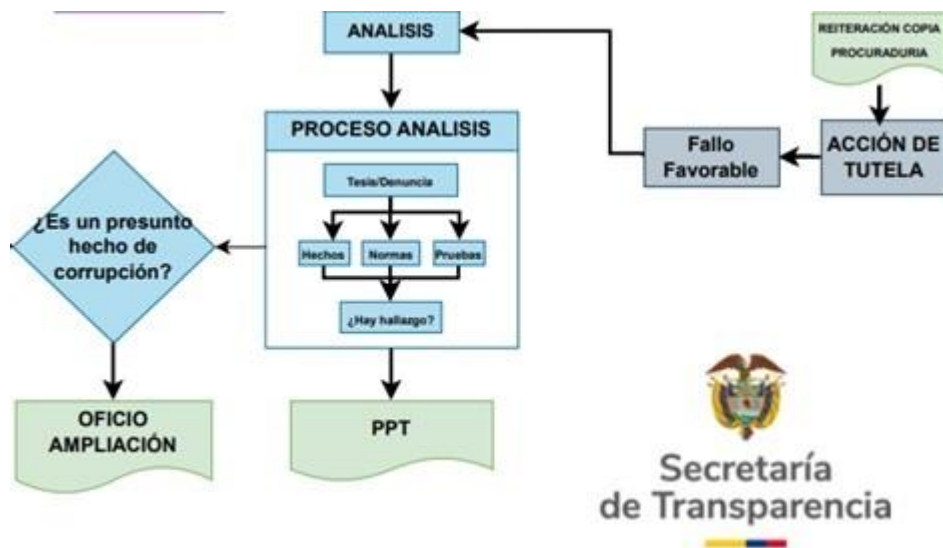 ANALISIS
REITERACIÓN COPIA
PROCURADURIA
PROCESO ANALISIS
Fallo
Favorable
ACCIÓN DE
TUTELA
Tesis/Denuncia
¿Es un presunto
hecho de
corrupción?
Hechos
Normas
Pruebas
¿Hay hallazgo?
OFICIO
AMPLIACIÓN
PPT
Secretaría
de Transparencia